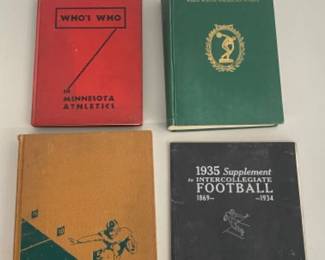 WHO'S WHO
IN
MINNESOTA
ATHLETICS
1935 Supplement
to INTERCOLLEGIATE
FOOTBALL
1869— —1934